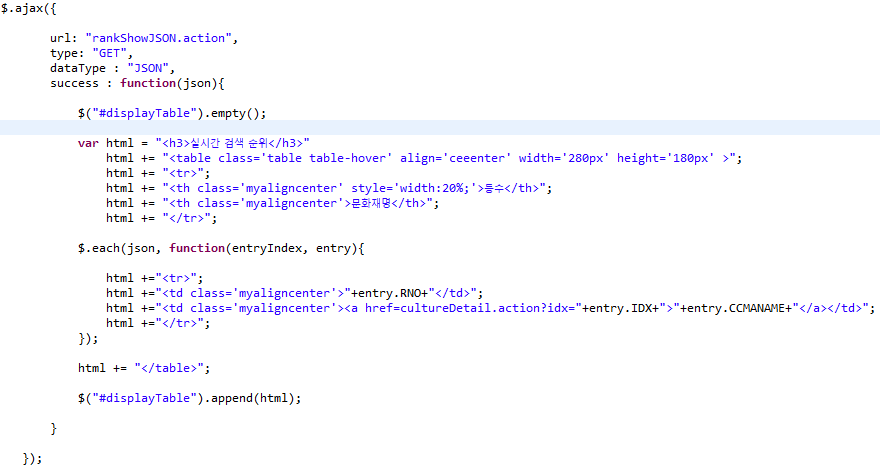 $.ajax({
url: "rankShowJSON.action",
type: "GET",
dataType : "JSON",
success : function(json){
$("#displayTable").empty();
var html = "<h3>실시간 검색 순위</h3>"
html += "<table class='table table-hover' align='ceeenter' width='280px' height='180px' >";
html += "<tr>";
html += "<th class='myaligncenter' style='width:20%;'>등수</th>";
html += "<th class='myaligncenter'>문화재명</th>";
html += "</tr>";
$.each(json, function(entryIndex, entry){
html +="<tr>";
html +="<td class='myaligncenter'>"+entry.RNO+"</td>";
html +="<td class='myaligncenter'><a href=cultureDetail.action?idx="+entry.IDX+">"+entry.CCMANAME+"</a></td>";
html +="</tr>";
});
html += "</table>";
$("#displayTable").append(html);
}
});